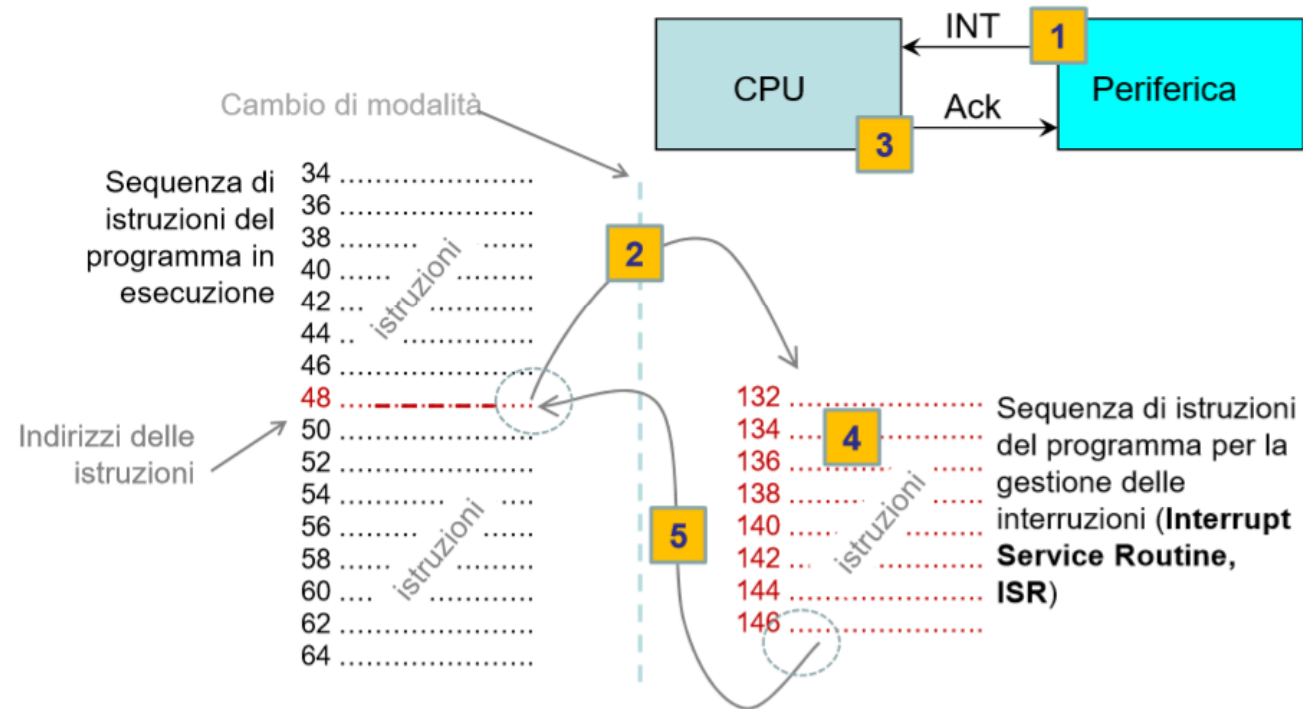 INT
1
CPU
Periferica
Ack
3
Cambio di modalità
Sequenza di
istruzioni del
programma in
esecuzione
34 ........................
36 ........................
38 ........................
40 ........................
42 ........................
44 ........................
46 ........................
48 ........................
50 ........................
52 ........................
54 ........................
56 ........................
58 ........................
60 ........................
62 ........................
64 ........................
istruzioni
istruzioni
Indirizzi delle
istruzioni
2
5
132 ........................
134 ........................
136 ........................
138 ........................
140 ........................
142 ........................
144 ........................
146 ........................
4
istruzioni
Sequenza di istruzioni
del programma per la
gestione delle
interruzioni (Interrupt
Service Routine,
ISR)